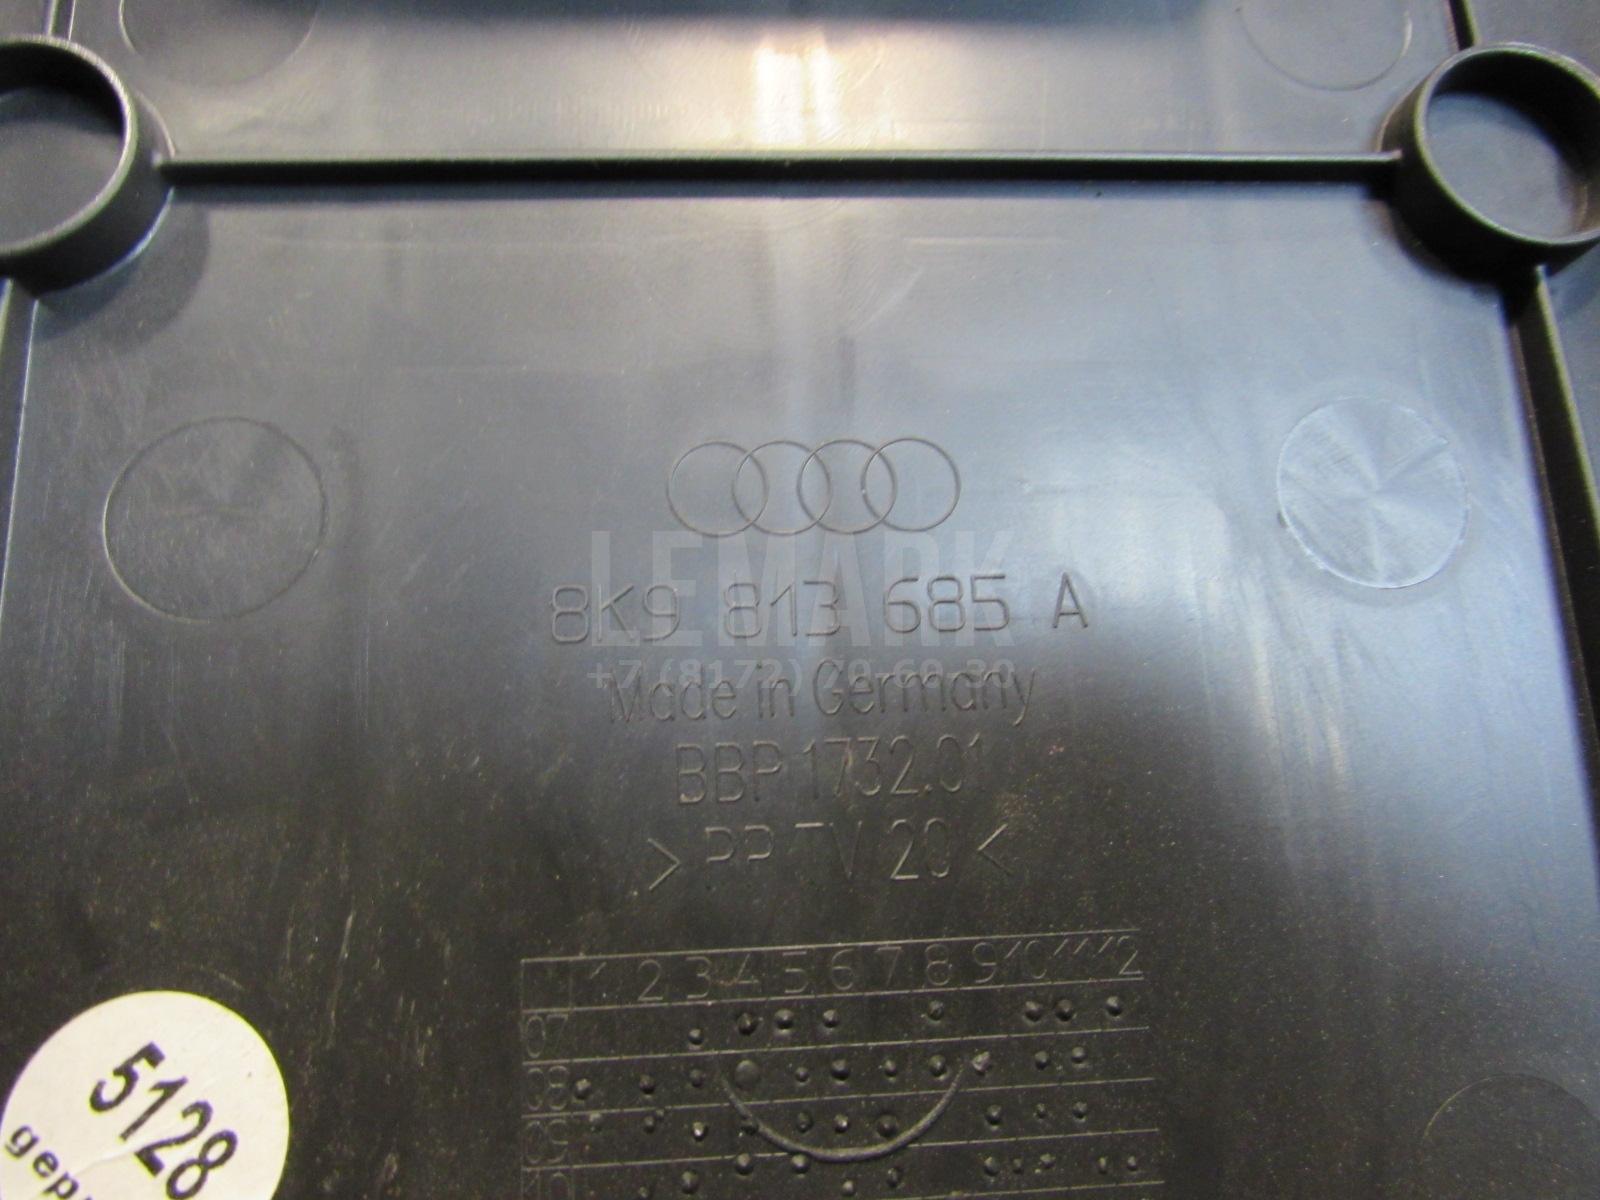 LEMARK
8K9 813 685 A
+7 (8172) 70-60-30
Made in Germany
BBP 1732.01
> PP TV 20 <
1 2 3 4 5 6 7 8 9 10 11 12
07
08
09
10
5128